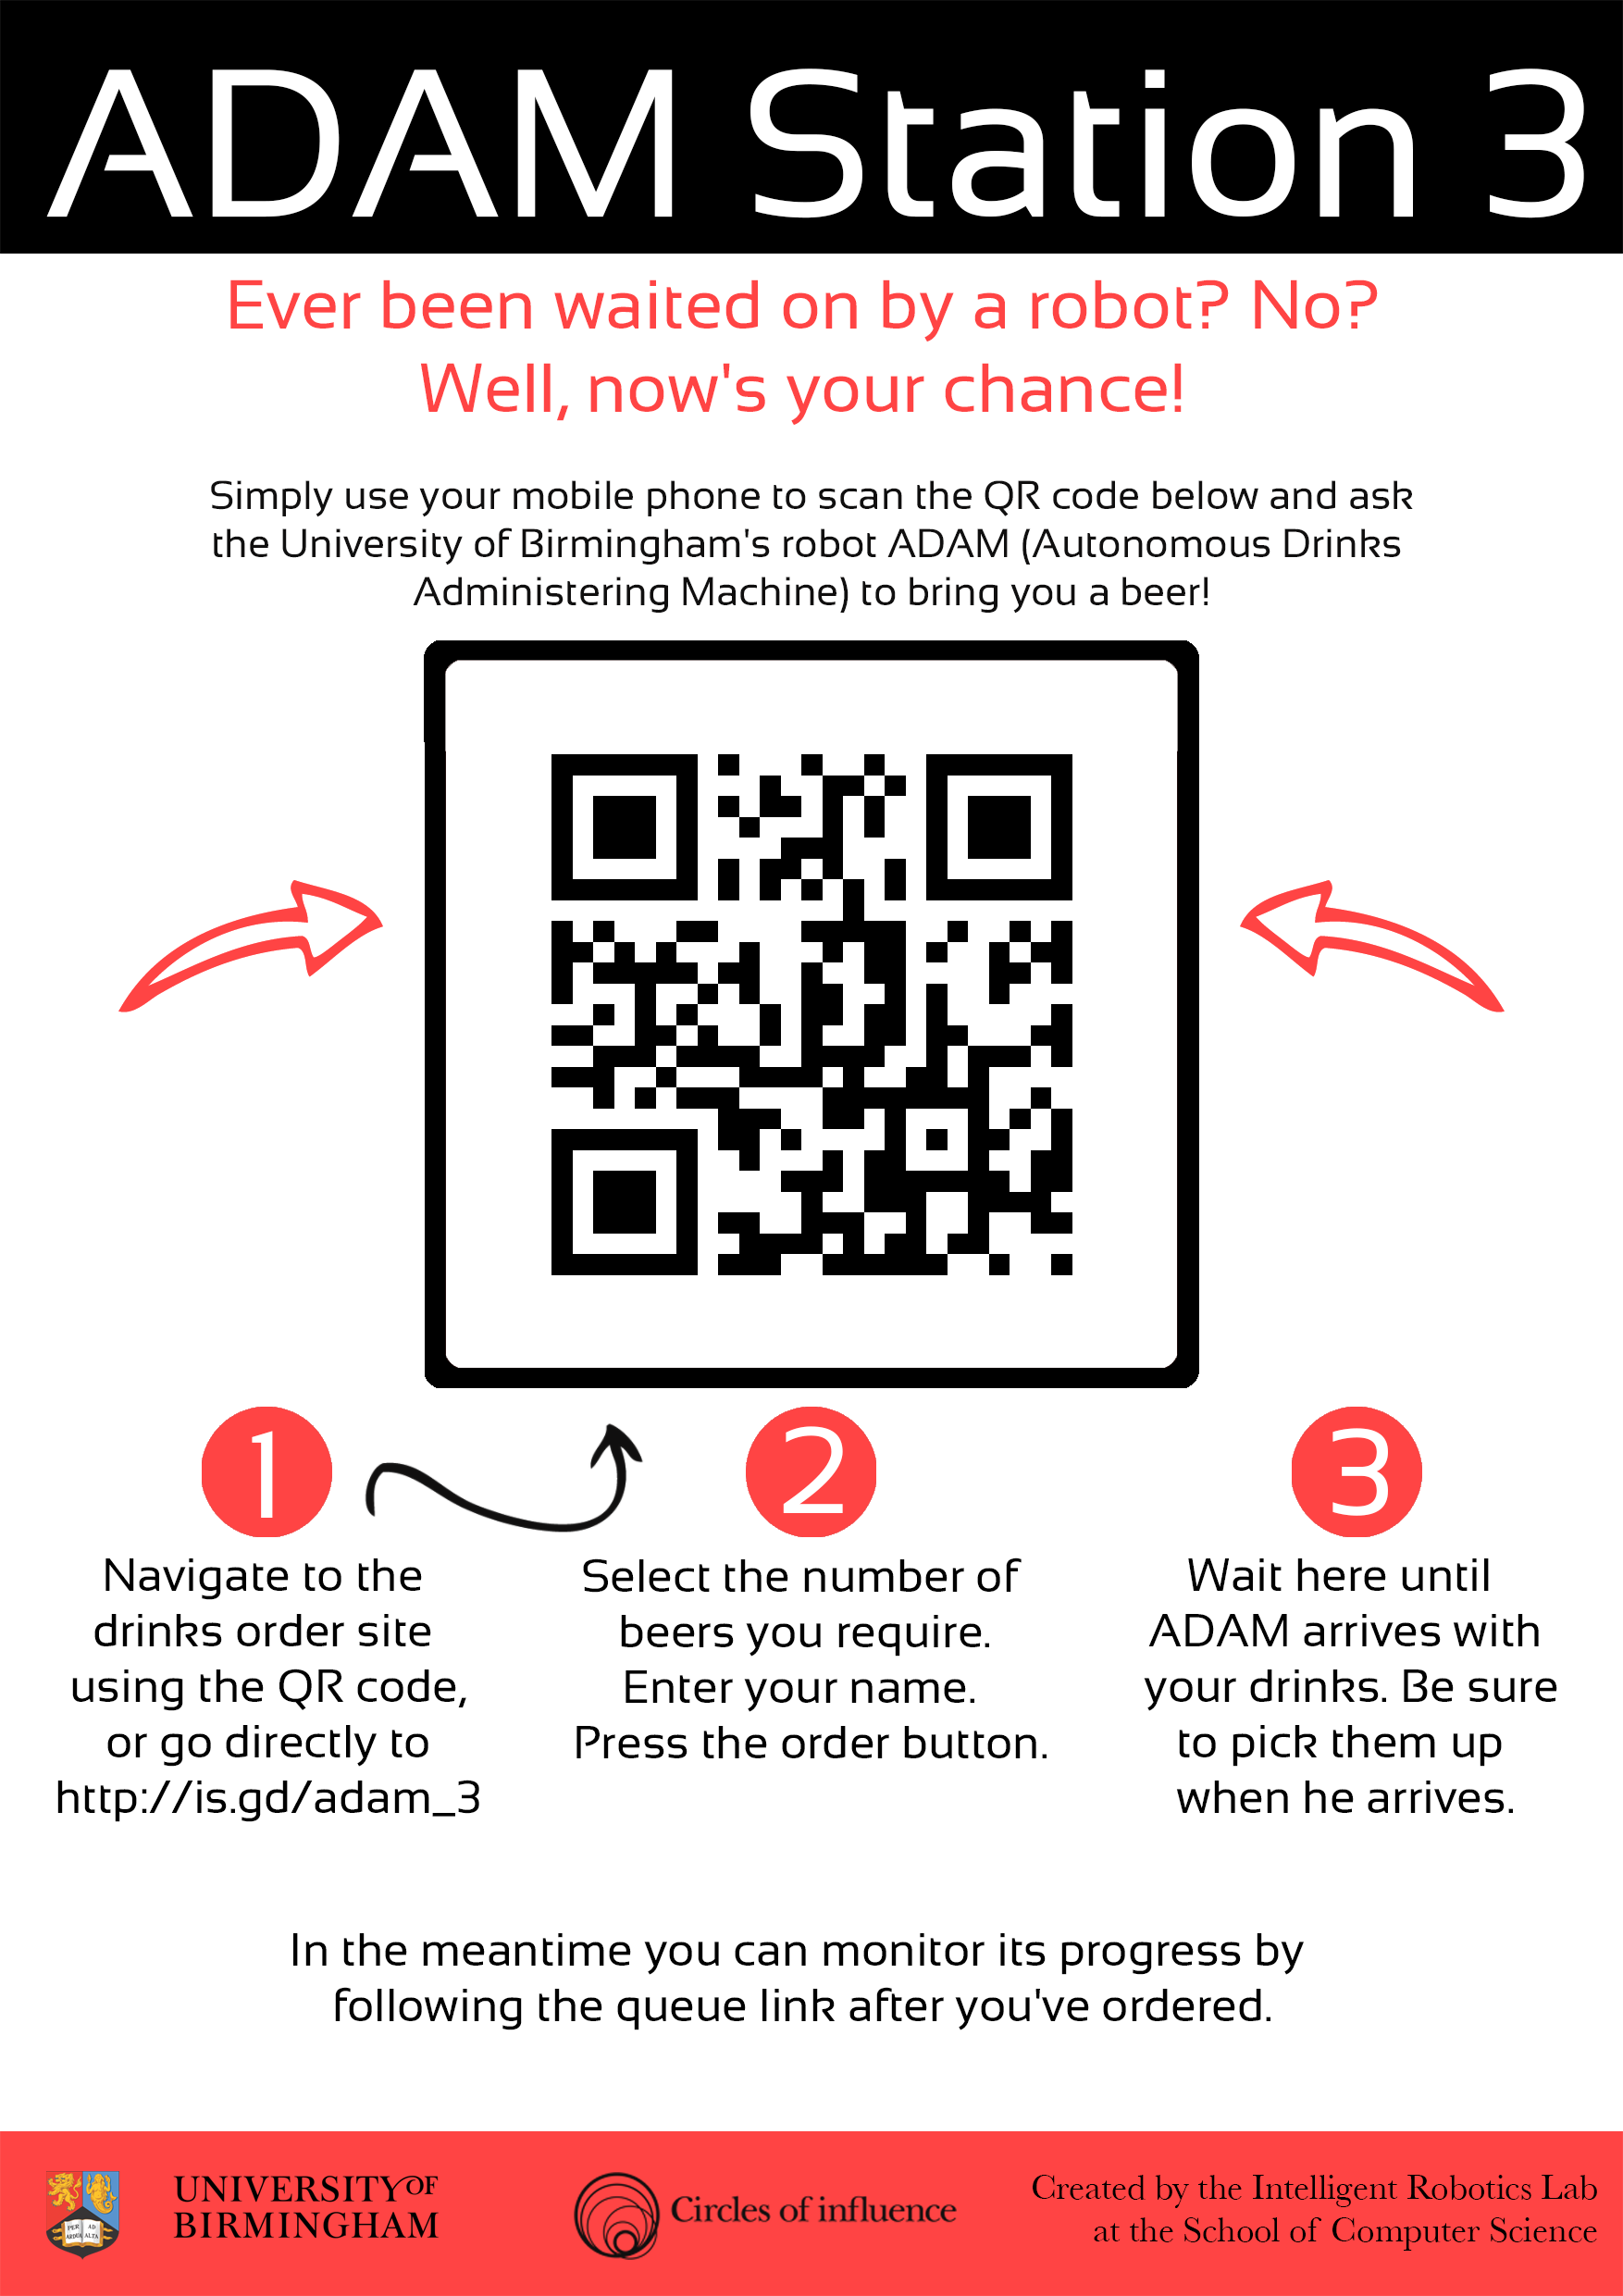 ADAM Station 3
Ever been waited on by a robot? No?
Well, now's your chance!
Simply use your mobile phone to scan the QR code below and ask
the University of Birmingham's robot ADAM (Autonomous Drinks
Administering Machine) to bring you a beer!
1
Navigate to the
drinks order site
using the QR code,
or go directly to
http://is.gd/adam_3
2
Select the number of
beers you require.
Enter your name.
Press the order button.
3
Wait here until
ADAM arrives with
your drinks. Be sure
to pick them up
when he arrives.
In the meantime you can monitor its progress by
following the queue link after you've ordered.
PER AD
ARDUA ALTA
UNIVERSITY OF
BIRMINGHAM
Circles of influence
Created by the Intelligent Robotics Lab
at the School of Computer Science